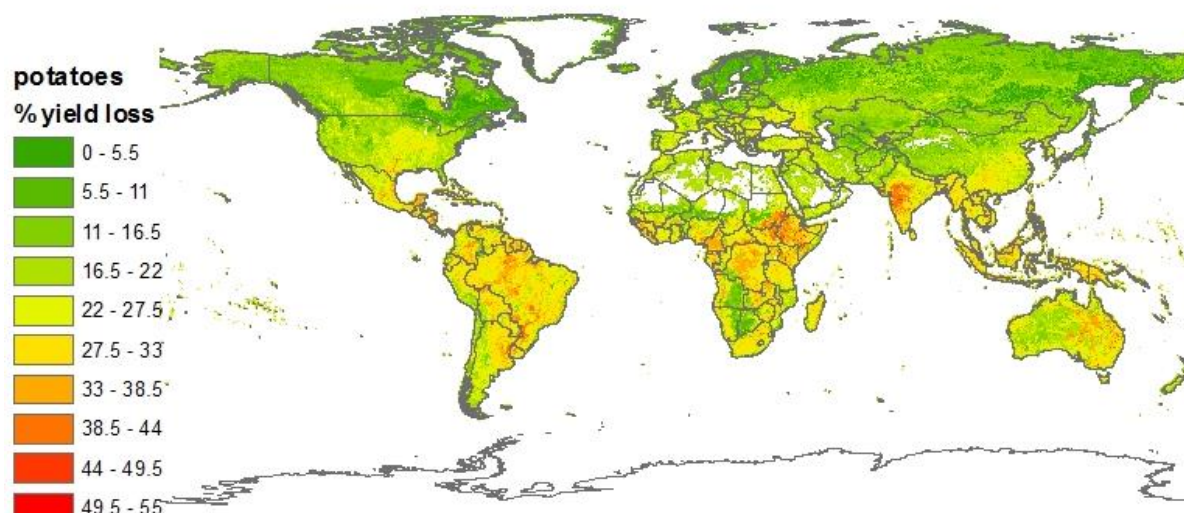 potatoes
% yield loss
0 - 5.5
5.5 - 11
11 - 16.5
16.5 - 22
22 - 27.5
27.5 - 33
33 - 38.5
38.5 - 44
44 - 49.5
49.5 - 55